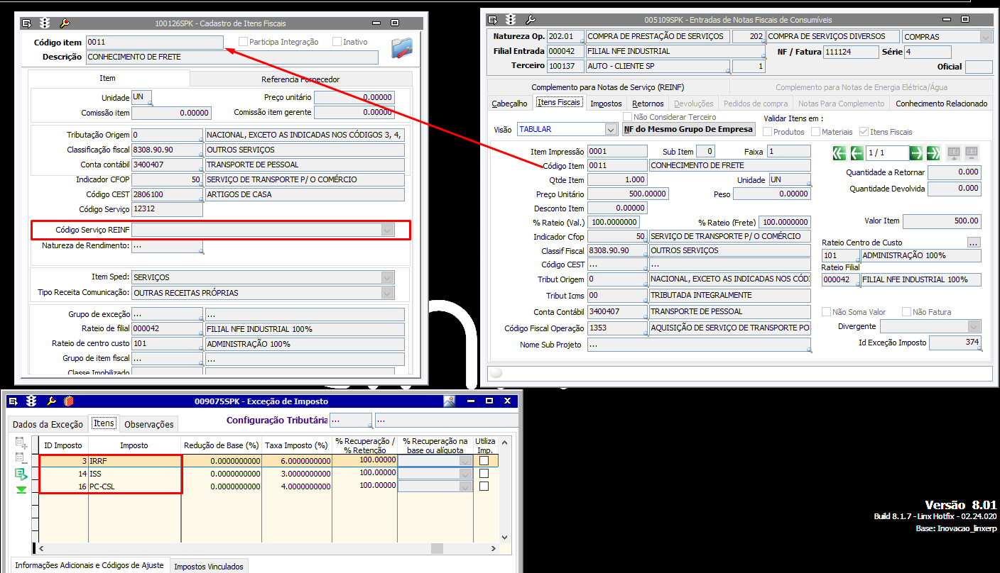 100126SPK - Cadastro de Itens Fiscais
Código item 0011 Participa Integração Inativo
Descrição CONHECIMENTO DE FRETE
Item Referencia Fornecedor
Unidade UN Preço unitário 0.00000
Comissão item 0.00000 Comissão item gerente 0.00000
Tributação Origem 0 NACIONAL, EXCETO AS INDICADAS NOS CÓDIGOS 3, 4,
Classificação fiscal 8308.90.90 OUTROS SERVIÇOS
Conta contábil 3400407 TRANSPORTE DE PESSOAL
Indicador CFOP 50 SERVIÇO DE TRANSPORTE P/ O COMÉRCIO
Código CEST 2806100 ARTIGOS DE CASA
Código Serviço 12312
Código Serviço REINF
Natureza de Rendimento: ...
Item Sped: SERVIÇOS
Tipo Receita Comunicação: OUTRAS RECEITAS PRÓPRIAS
Grupo de exceção ... ...
Rateio de filial 000042 FILIAL NFE INDUSTRIAL 100%
Rateio de centro custo 101 ADMINISTRAÇÃO 100%
Grupo de item fiscal ... ...
Classe Imobilizado
005109SPK - Entradas de Notas Fiscais de Consumíveis
Natureza Op. 202.01 COMPRA DE PRESTAÇÃO DE SERVIÇOS 202 COMPRA DE SERVIÇOS DIVERSOS COMPRAS
Filial Entrada 000042 FILIAL NFE INDUSTRIAL NF / Fatura 111124 Série 4
Terceiro 100137 AUTO - CLIENTE SP 1 Oficial
Complemento para Notas de Serviço (REINF) Complemento para Notas de Energia Elétrica/Água
Cabeçalho Itens Fiscais Impostos Retornos Devoluções Pedidos de compra Notas Para Complemento Conhecimento Relacionado
Não Considerar Terceiro Validar Itens em :
Visão TABULAR NF do Mesmo Grupo De Empresa Produtos Materiais Itens Fiscais
Item Impressão 0001 Sub Item 0 Faixa 1 1 / 1
Código Item 0011 CONHECIMENTO DE FRETE Quantidade a Retornar 0.000
Qtde Item 1.000 Unidade UN Quantidade Devolvida 0.000
Preço Unitário 500.00000 Peso 0.00000
Desconto Item 0.00000
% Rateio (Val.) 100.0000000 % Rateio (Frete) 100.0000000 Valor Item 500.00
Indicador Cfop 50 SERVIÇO DE TRANSPORTE P/ O COMÉRCIO Rateio Centro de Custo ...
Classif Fiscal 8308.90.90 OUTROS SERVIÇOS 101 ADMINISTRAÇÃO 100%
Código CEST ... ... Rateio Filial
Tribut Origem 0 NACIONAL, EXCETO AS INDICADAS NOS CÓDI 000042 FILIAL NFE INDUSTRIAL 100%
Tribut Icms 00 TRIBUTADA INTEGRALMENTE
Conta Contábil 3400407 TRANSPORTE DE PESSOAL Não Soma Valor Não Fatura
Código Fiscal Operação 1353 AQUISIÇÃO DE SERVIÇO DE TRANSPORTE PO Divergente
Nome Sub Projeto ... Id Exceção Imposto 374
009075SPK - Exceção de Imposto
Dados da Exceção Itens Observações Configuração Tributária ... ...
ID Imposto Imposto Redução de Base (%) Taxa Imposto (%) % Recuperação / % Recuperação na Utiliza
% Retenção base ou alíquota Imp.
3 IRRF 0.0000000000 6.0000000000 100.00000
14 ISS 0.0000000000 3.0000000000 100.00000
16 PC-CSL 0.0000000000 4.0000000000 100.00000
Informações Adicionais e Códigos de Ajuste Impostos Vinculados
Versão 8.01
Build 8.1.7 - Linx Hotfix - 02.24.020
Base: Inovacao_linxerp